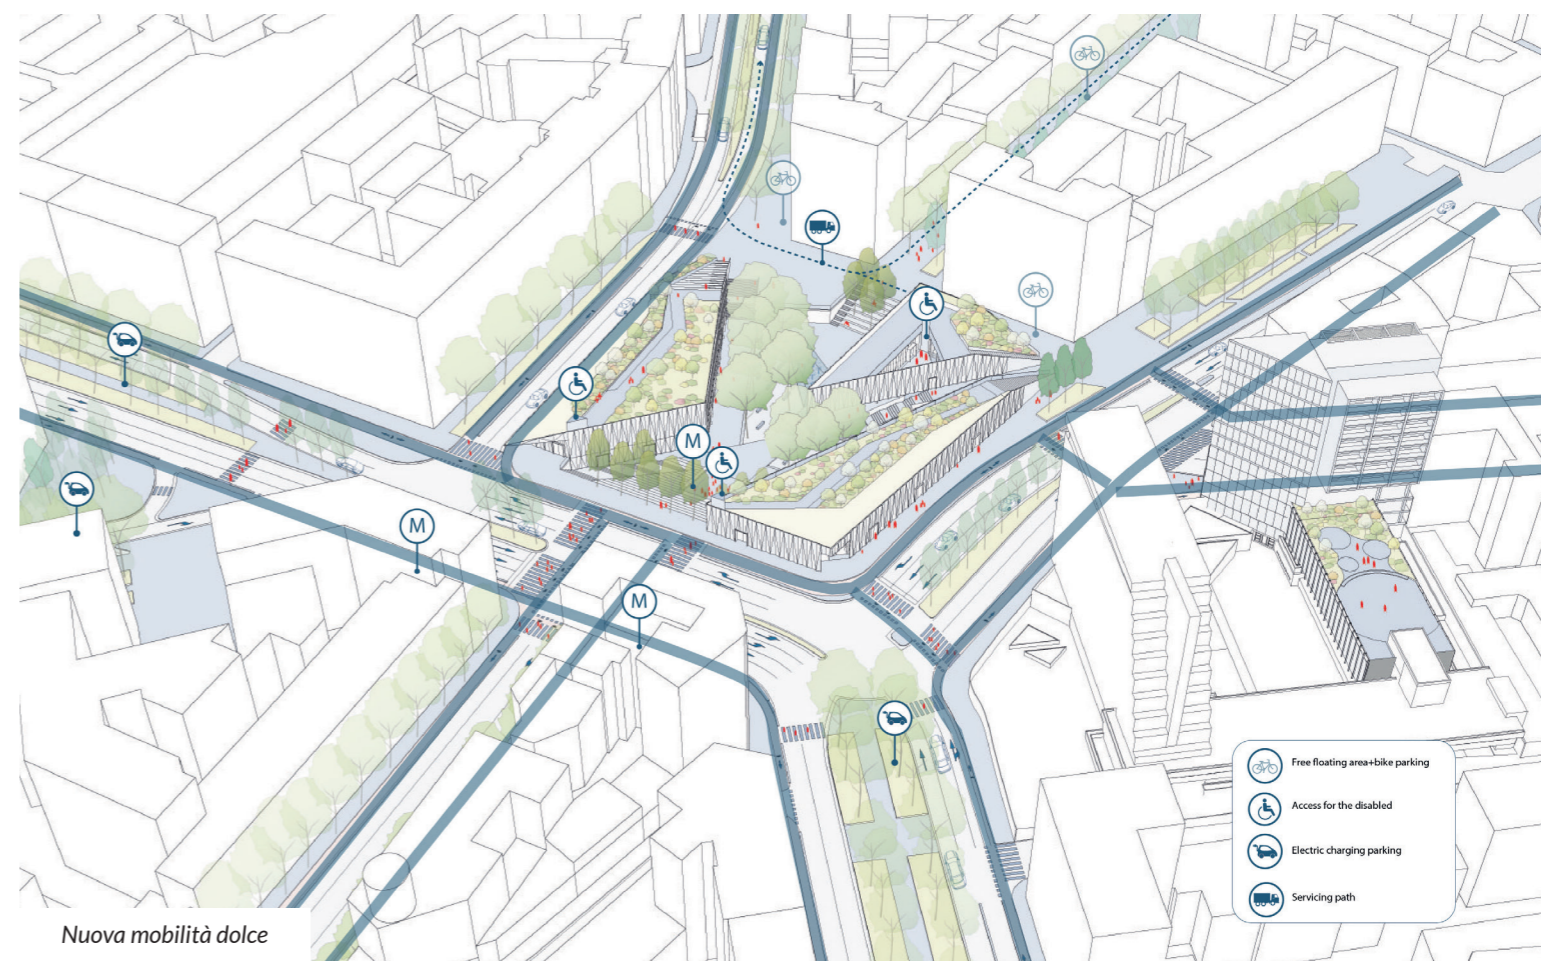 M
M
M
Free floating area+bike parking
Access for the disabled
Electric charging parking
Servicing path
Nuova mobilità dolce